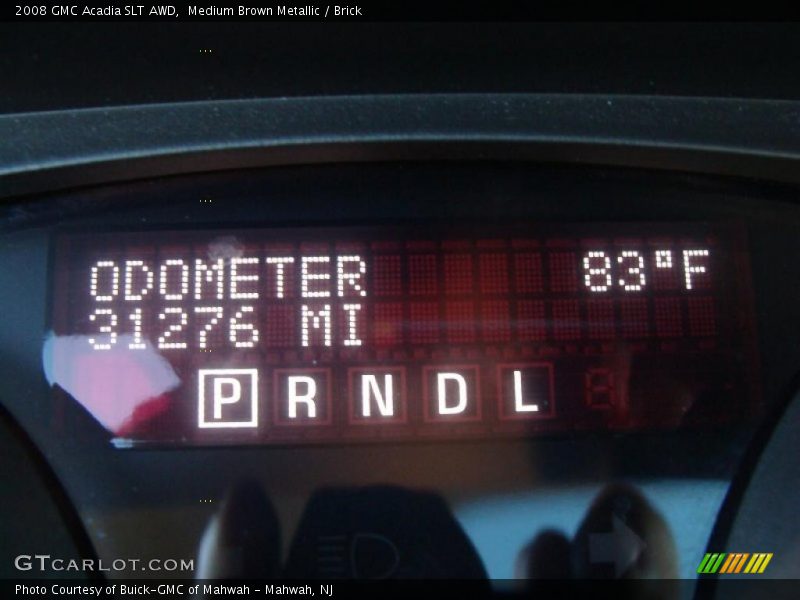 2008 GMC Acadia SLT AWD,  Medium Brown Metallic / Brick
ODOMETER 83°F
31276 MI
P R N D L
GTCARLOT.COM
Photo Courtesy of Buick-GMC of Mahwah - Mahwah, NJ